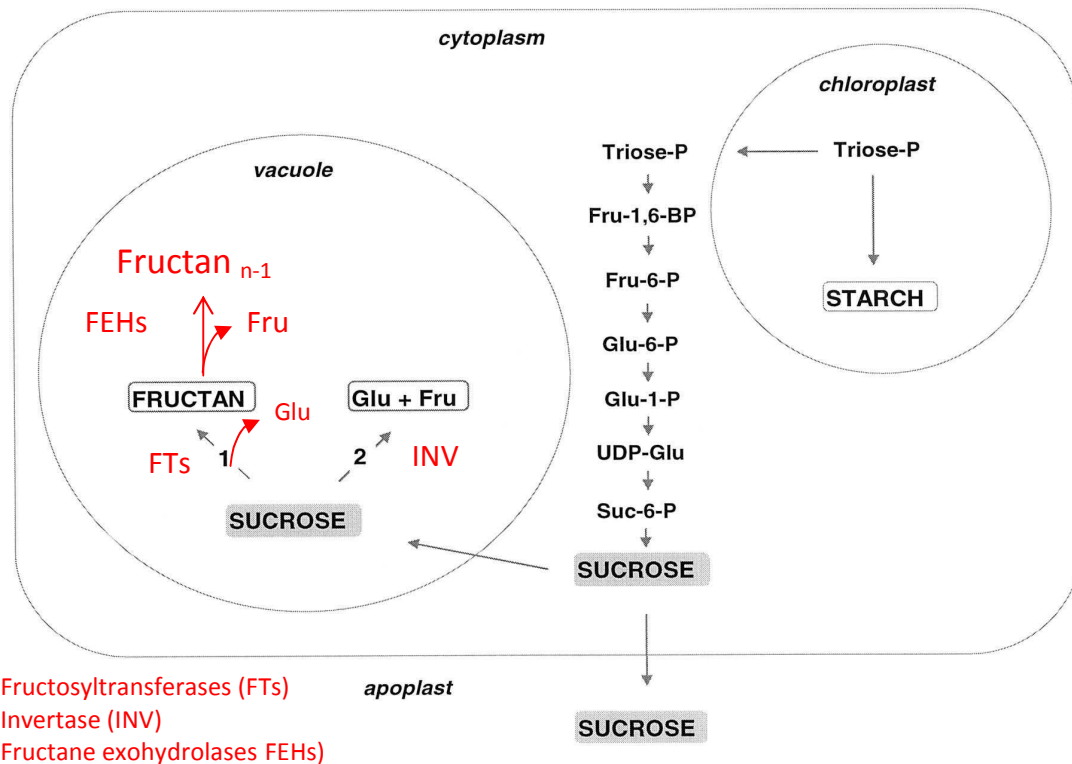 cytoplasm
chloroplast
Triose-P
Triose-P
vacuole
Fru-1,6-BP
Fructan n-1
Fru-6-P
STARCH
FEHs
Fru
Glu-6-P
FRUCTAN
Glu + Fru
Glu
Glu-1-P
FTs
1
2
INV
UDP-Glu
SUCROSE
Suc-6-P
SUCROSE
Fructosyltransferases (FTs)
apoplast
Invertase (INV)
SUCROSE
Fructane exohydrolases FEHs)